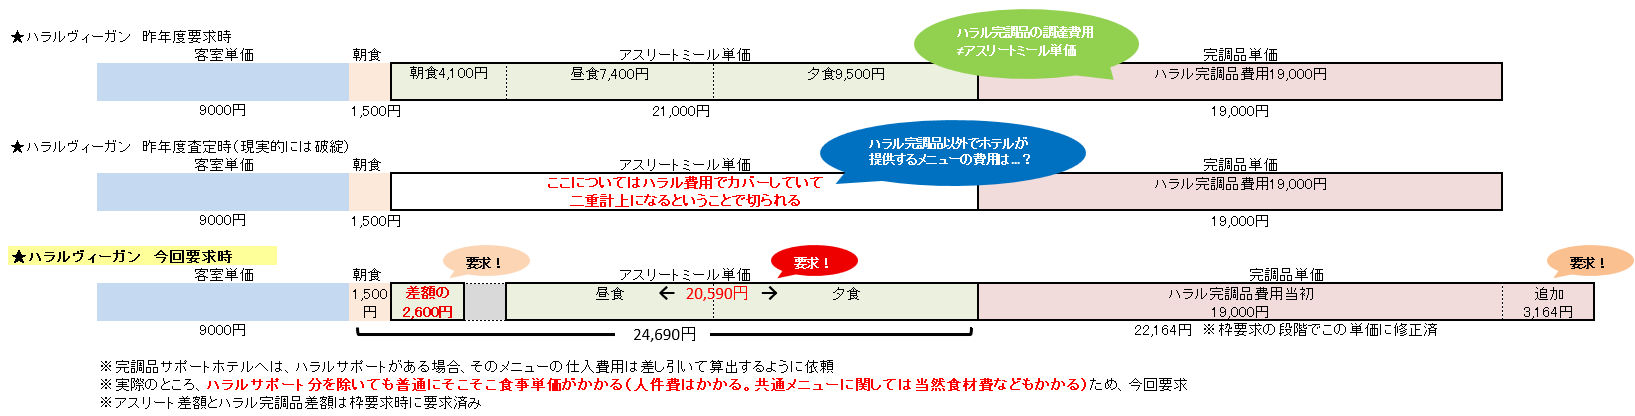 ★ハラルヴィーガン　昨年度要求時
ハラル完調品の調達費用
≠アスリートミール単価
客室単価
朝食
アスリートミール単価
完調品単価
朝食4,100円
昼食7,400円
夕食9,500円
ハラル完調品費用19,000円
9000円
1,500円
21,000円
19,000円
★ハラルヴィーガン　昨年度査定時（現実的には破綻）
ハラル完調品以外でホテルが
提供するメニューの費用は…？
客室単価
朝食
アスリートミール単価
完調品単価
ここについてはハラル費用でカバーしていて
二重計上になるということで切られる
ハラル完調品費用19,000円
9000円
1,500円
19,000円
★ハラルヴィーガン　今回要求時
要求！
要求！
要求！
客室単価
朝食
アスリートミール単価
完調品単価
1,500
円
差額の
2,600円
昼食
← 20,590円 →
夕食
ハラル完調品費用当初
19,000円
追加
3,164円
9000円
24,690円
22,164円　※枠要求の段階でこの単価に修正済
※完調品サポートホテルへは、ハラルサポートがある場合、そのメニューの仕入費用は差し引いて算出するように依頼
※実際のところ、ハラルサポート分を除いても普通にそこそこ食事単価がかかる（人件費はかかる。共通メニューに関しては当然食材費などもかかる）ため、今回要求
※アスリート差額とハラル完調品差額は枠要求時に要求済み